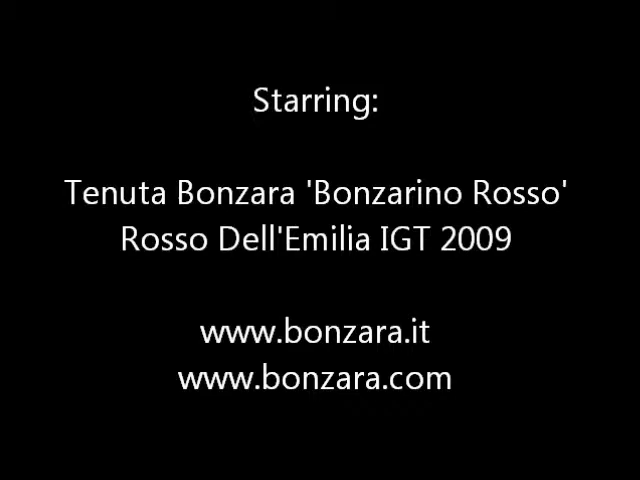 Starring:
Tenuta Bonzara 'Bonzarino Rosso'
Rosso Dell'Emilia IGT 2009
www.bonzara.it
www.bonzara.com